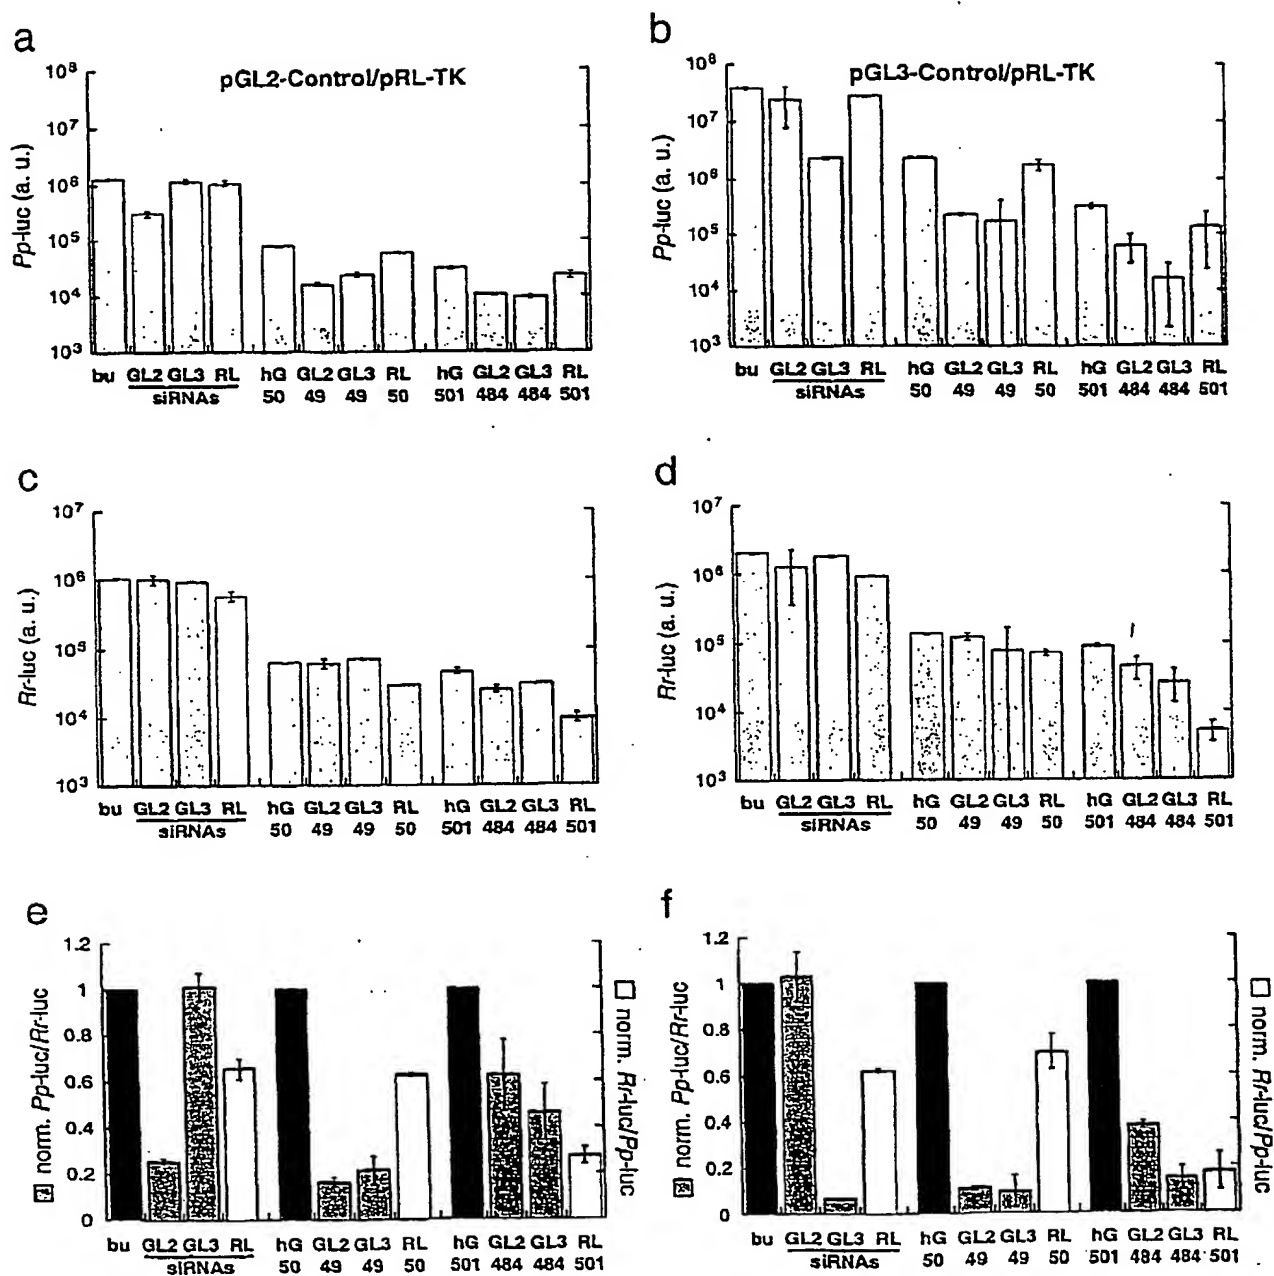 a
pGL2-Control/pRL-TK
Pp-luc (a. u.)
10⁸
10⁷
10⁶
10⁵
10⁴
10³
bu GL2 GL3 RL hG GL2 GL3 RL hG GL2 GL3 RL
siRNAs 50 49 49 50 501 484 484 501
b
pGL3-Control/pRL-TK
Pp-luc (a. u.)
10⁸
10⁷
10⁶
10⁵
10⁴
10³
bu GL2 GL3 RL hG GL2 GL3 RL hG GL2 GL3 RL
siRNAs 50 49 49 50 501 484 484 501
c
Rr-luc (a. u.)
10⁷
10⁶
10⁵
10⁴
10³
bu GL2 GL3 RL hG GL2 GL3 RL hG GL2 GL3 RL
siRNAs 50 49 49 50 501 484 484 501
d
Rr-luc (a. u.)
10⁷
10⁶
10⁵
10⁴
10³
bu GL2 GL3 RL hG GL2 GL3 RL hG GL2 GL3 RL
siRNAs 50 49 49 50 501 484 484 501
e
norm. Pp-luc/Rr-luc
1.2
1
0.8
0.6
0.4
0.2
0
norm. Rr-luc/Pp-luc
bu GL2 GL3 RL hG GL2 GL3 RL hG GL2 GL3 RL
siRNAs 50 49 49 50 501 484 484 501
f
norm. Pp-luc/Rr-luc
1.2
1
0.8
0.6
0.4
0.2
0
norm. Rr-luc/Pp-luc
bu GL2 GL3 RL hG GL2 GL3 RL hG GL2 GL3 RL
siRNAs 50 49 49 50 501 484 484 501